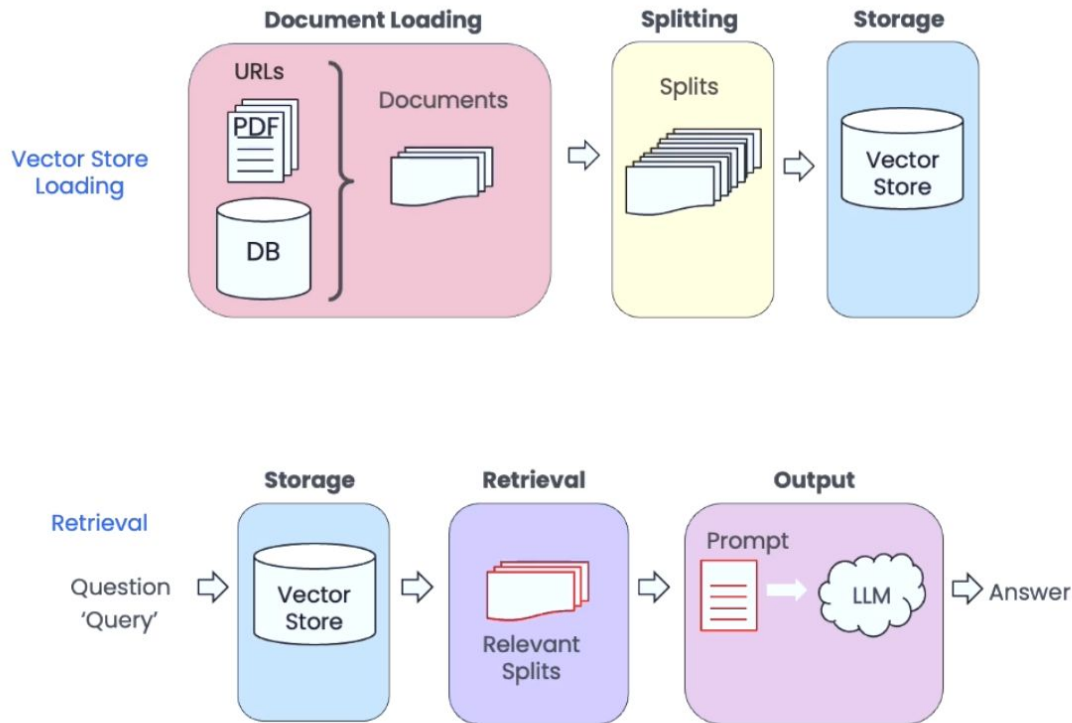 Document Loading
Splitting
Storage
URLs
PDF
DB
Documents
Splits
Vector
Store
Vector Store
Loading
Storage
Retrieval
Output
Retrieval
Question
‘Query’
Vector
Store
Relevant
Splits
Prompt
LLM
Answer